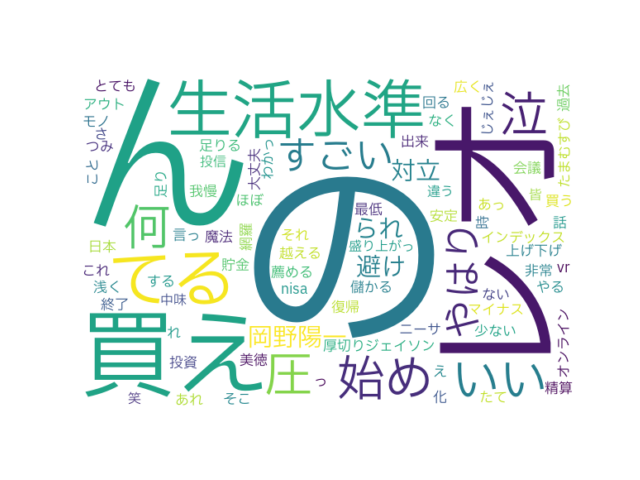 とても
ん
生活水準
回る
広く
じぇじぇ
過去
アウト
モノ
さ
つみ
こと
足りる
投信
足り
我慢
大丈夫
わかっ
ほぼ
すごい
なく
出来
対立
違う
泣
オレ
会議
たまむすび
皆
買う
何
日本
言っ
魔法
網羅
それ
越える
最低
盛り上がっ
られ
避け
安定
あっ
時
話
インデックス
上げ下げ
やはり
の
てる
これ
浅く
終了
する
中味
貯金
薦める
nisa
儲かる
復帰
マイナス
ない
非常
vr
やる
少ない
ニーサ
オンライン
買え
れ
投資
美徳
岡野陽一
厚切りジェイソン
圧
っ
始め
え
化
いい
たて
精算
笑
あれ
そこ